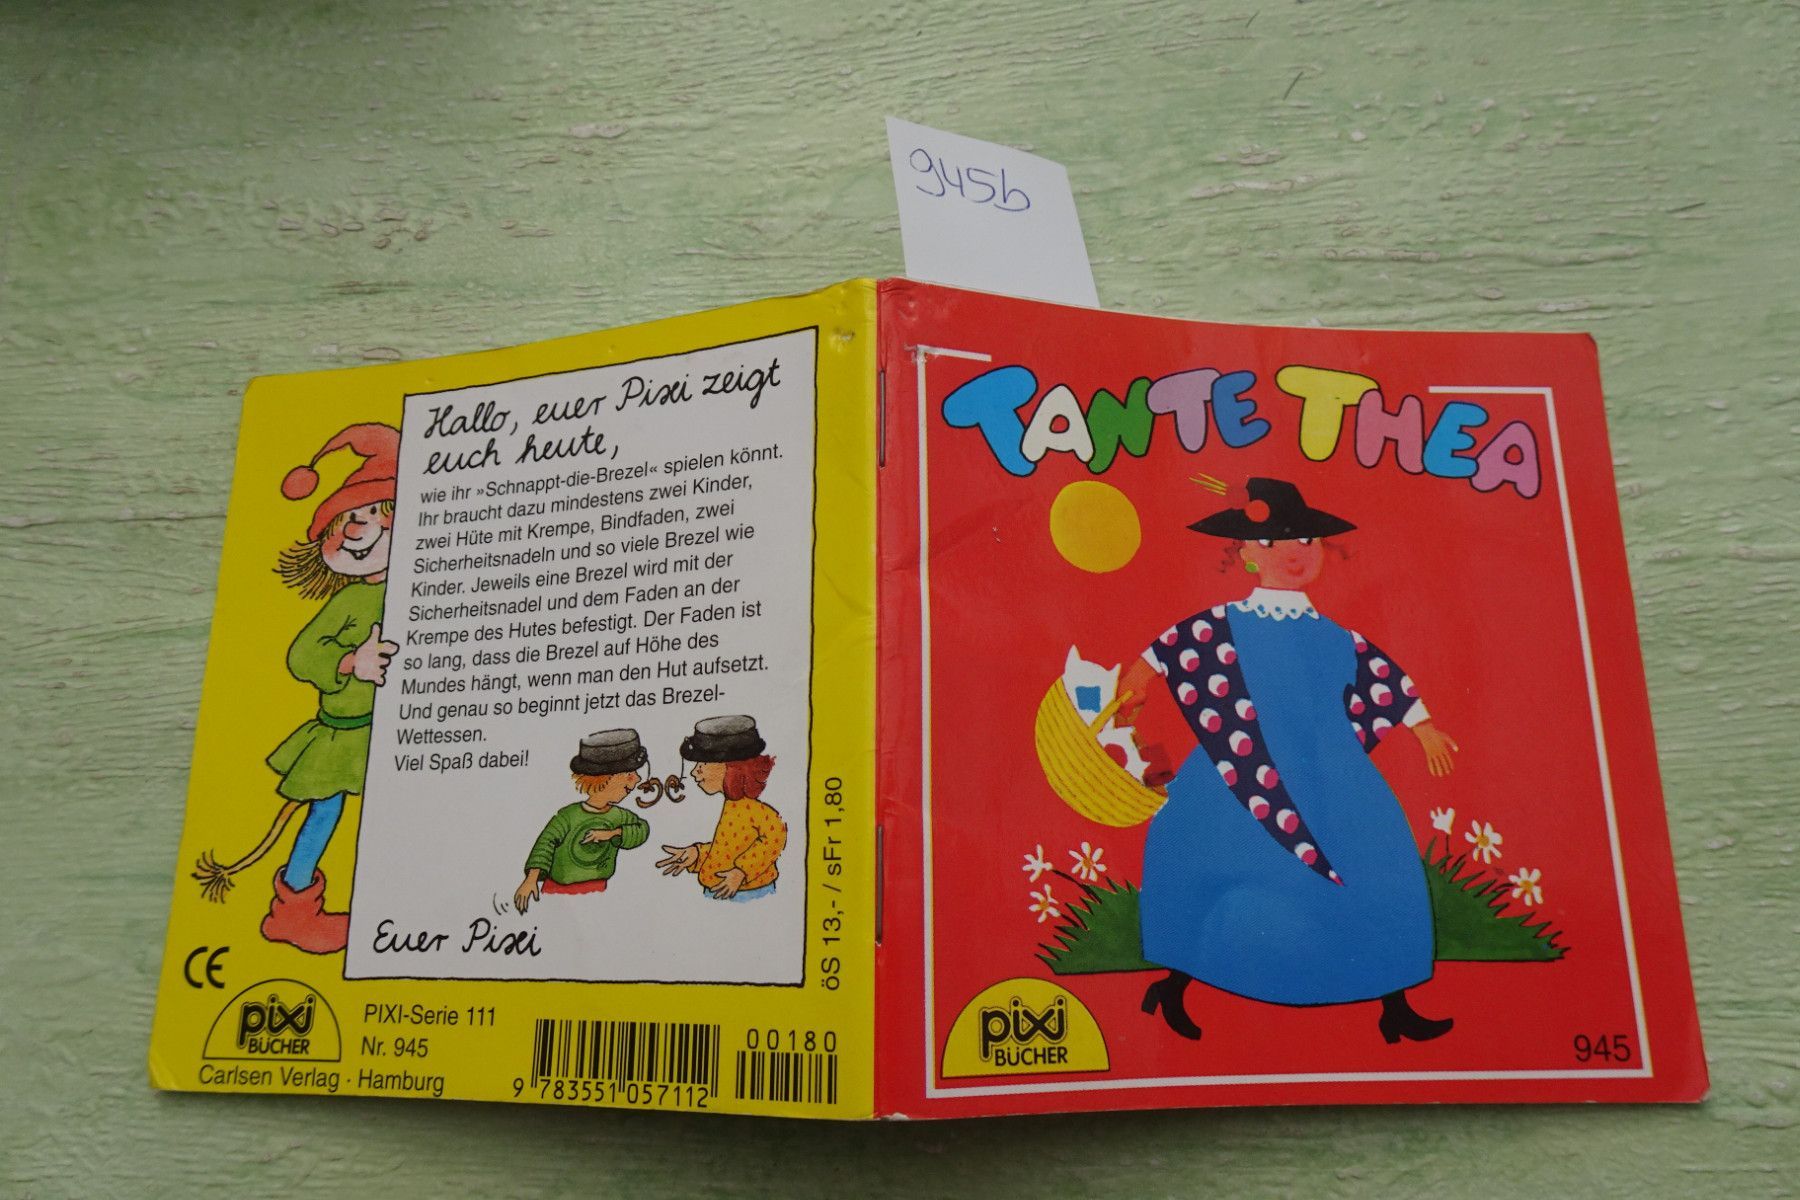 945b
Hallo, euer Pixi zeigt
euch heute,
wie ihr »Schnappt-die-Brezel« spielen könnt.
Ihr braucht dazu mindestens zwei Kinder,
zwei Hüte mit Krempe, Bindfaden, zwei
Sicherheitsnadeln und so viele Brezel wie
Kinder. Jeweils eine Brezel wird mit der
Sicherheitsnadel und dem Faden an der
Krempe des Hutes befestigt. Der Faden ist
so lang, dass die Brezel auf Höhe des
Mundes hängt, wenn man den Hut aufsetzt.
Und genau so beginnt jetzt das Brezel-
Wettessen.
Viel Spaß dabei!
Euer Pixi
öS 13,- / sFr 1,80
CE
pixi
BÜCHER
PIXI-Serie 111
Nr. 945
Carlsen Verlag · Hamburg
9 783551 057112
00180
TANTE THEA
pixi
BÜCHER
945